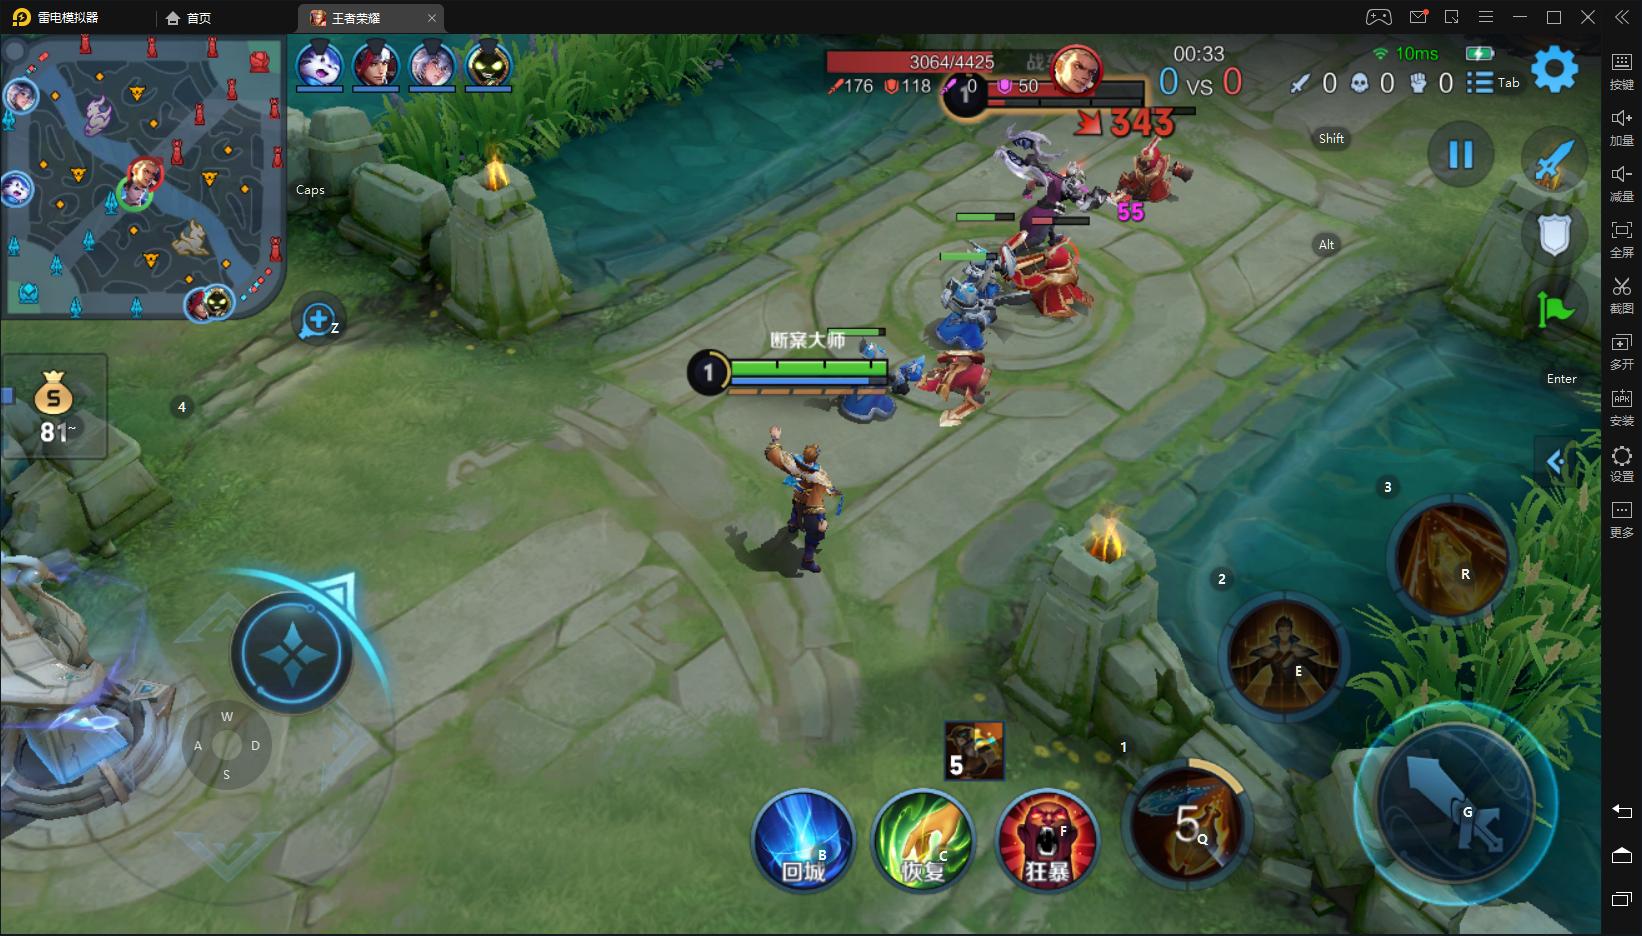 雷电模拟器
首页
王者荣耀
3064/4425
176
118
0
50
1
343
00:33
0 VS 0
10ms
0
0
0
Tab
Shift
Caps
55
Alt
Z
断案大师
1
Enter
S
81~
4
3
R
2
E
W
A
D
S
1
5
5
Q
G
B
回城
C
恢复
F
狂暴
按键
加量
减量
全屏
截图
多开
APK
安装
设置
更多